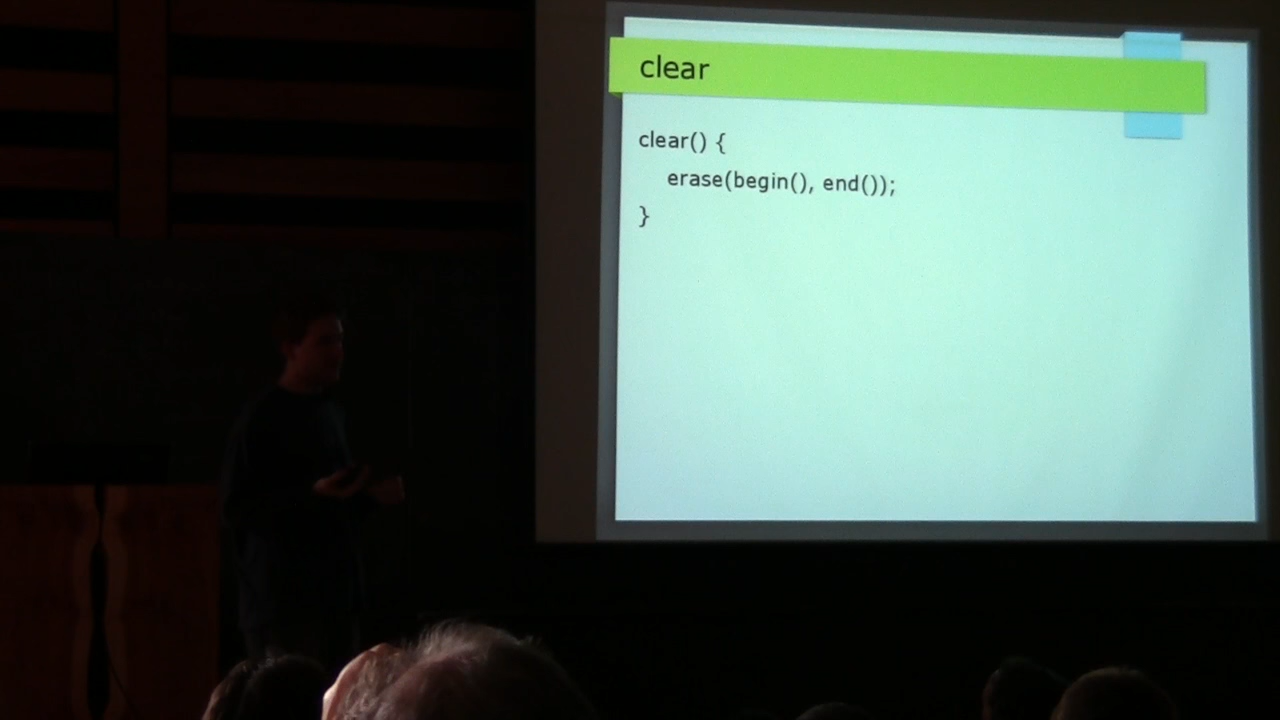 clear
clear() {
erase(begin(), end());
}